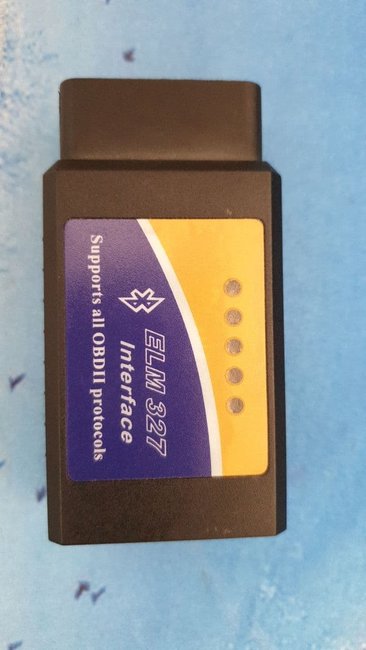 ELM 327
Interface
Supports all OBDII protocols